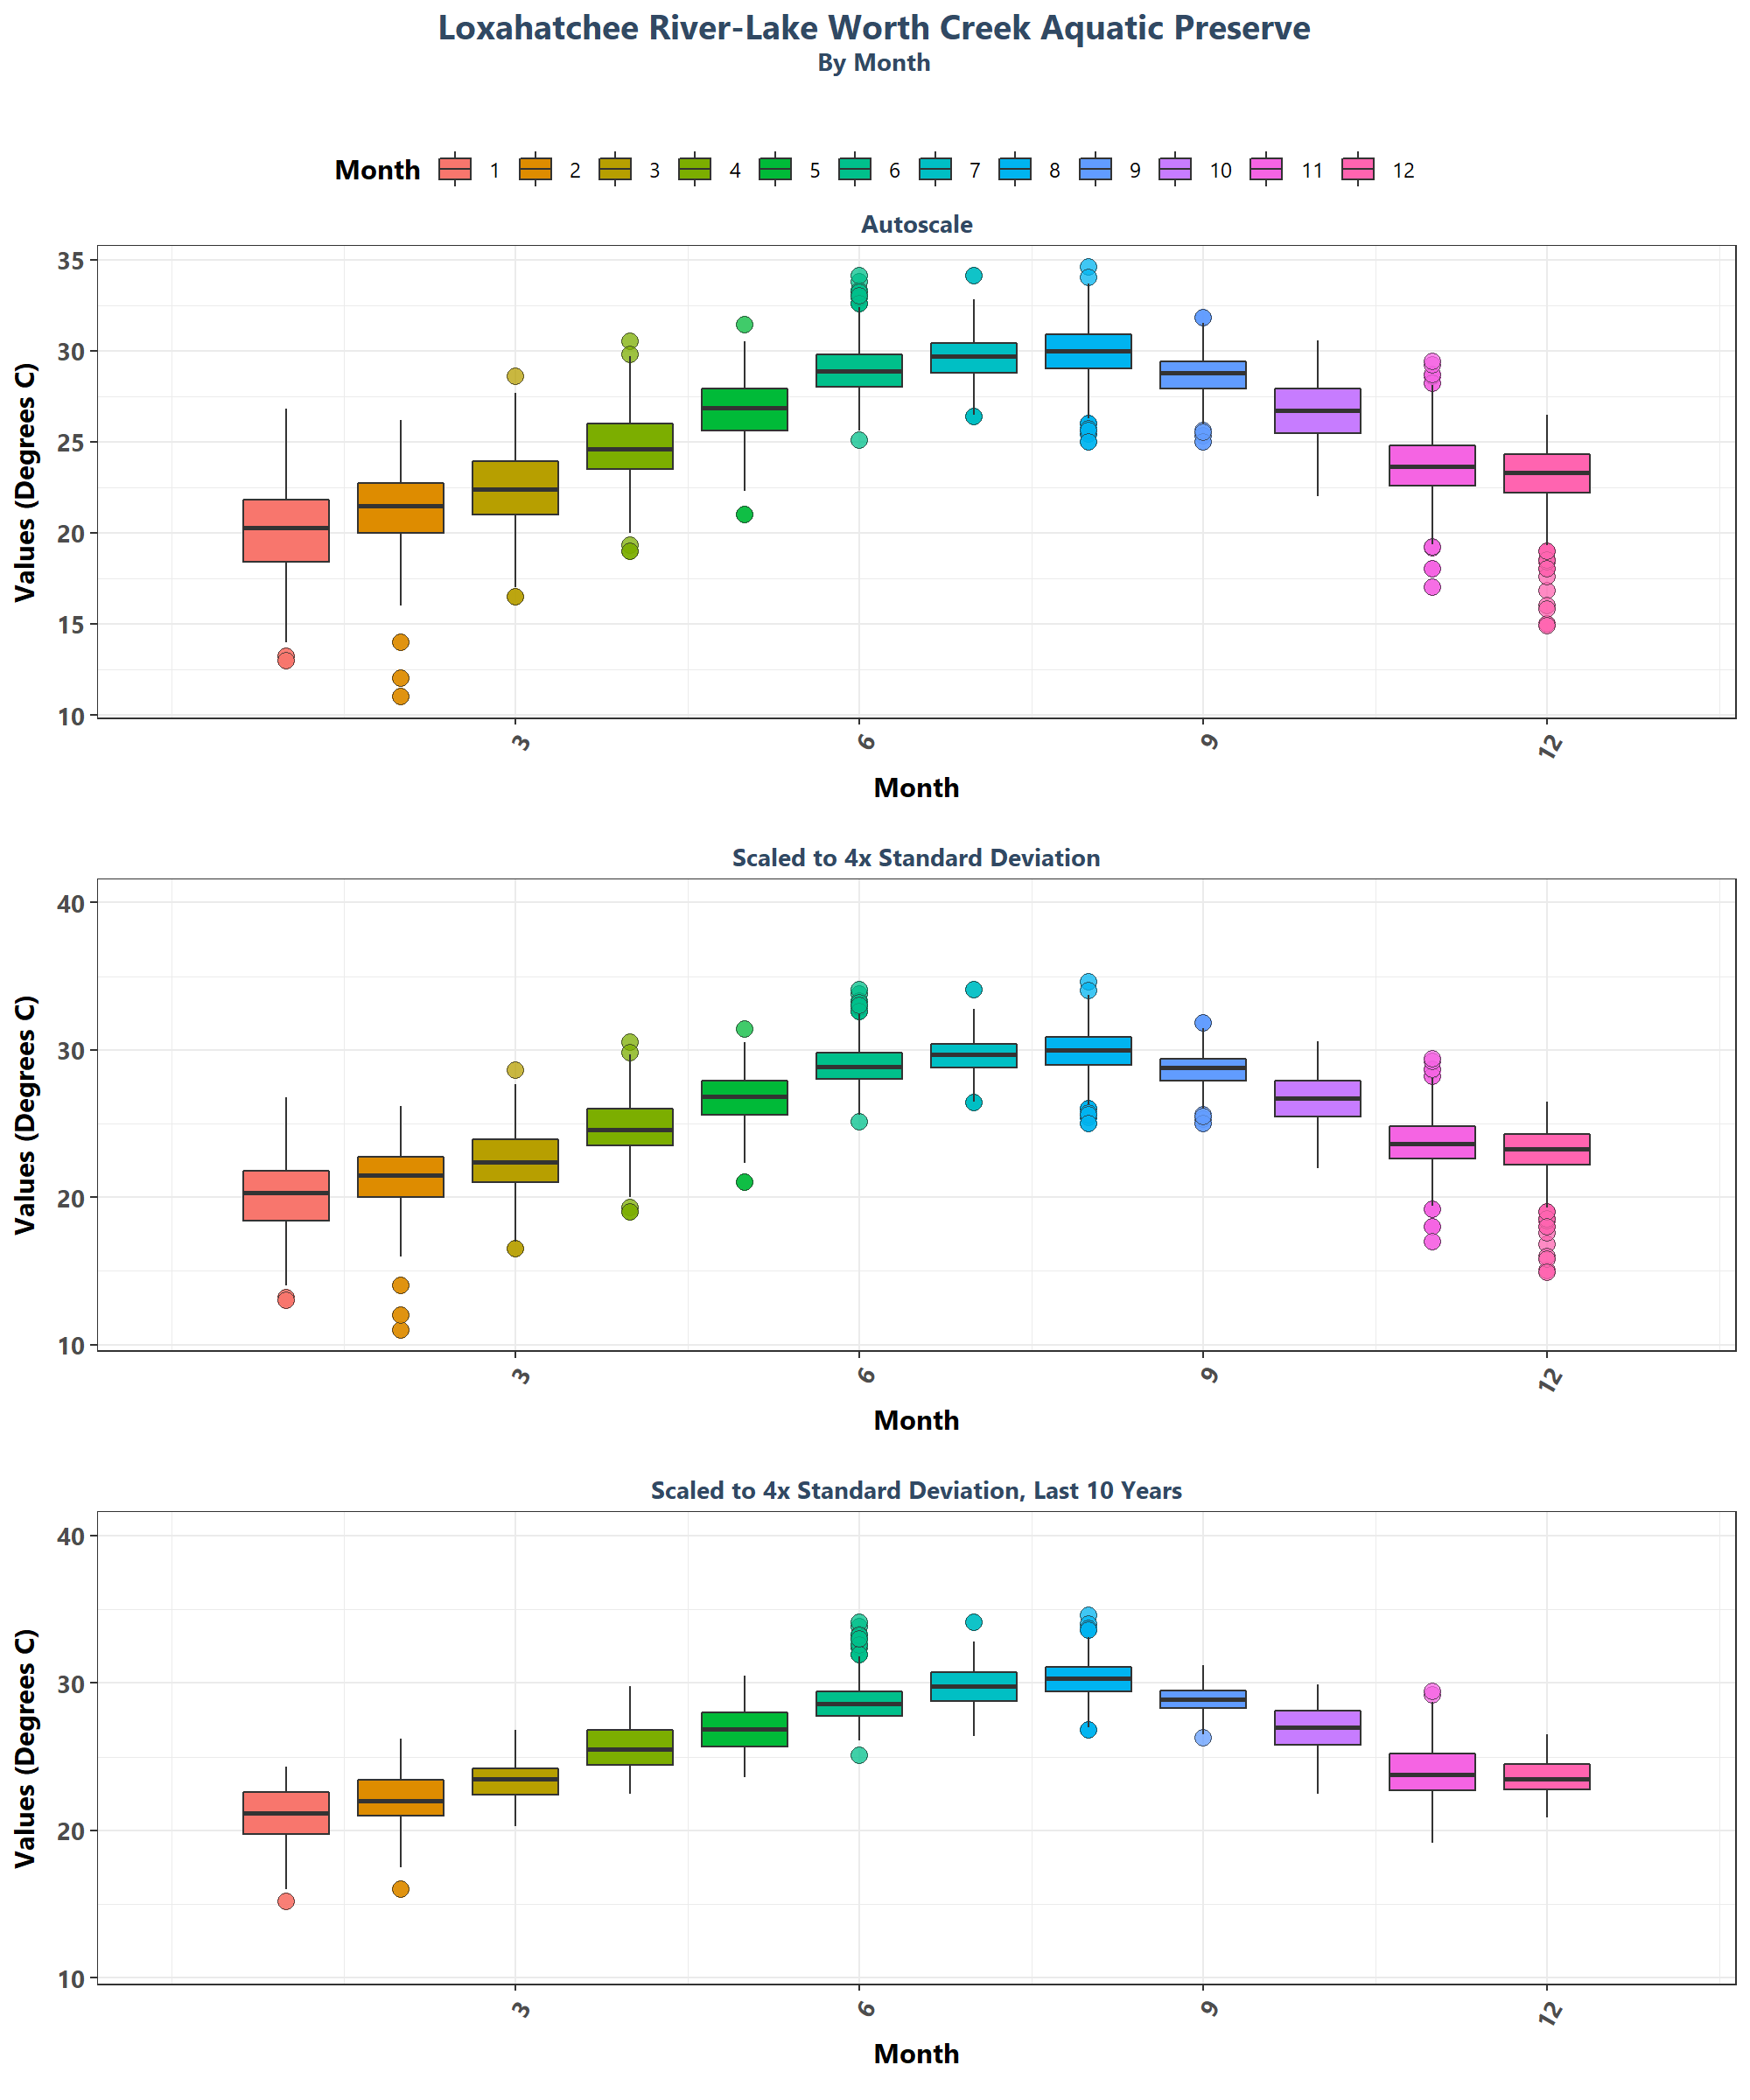 Loxahatchee River-Lake Worth Creek Aquatic Preserve
By Month
Month 1 2 3 4 5 6 7 8 9 10 11 12
Autoscale
Values (Degrees C)
35
30
25
20
15
10
3 6 9 12
Month
Scaled to 4x Standard Deviation
Values (Degrees C)
40
30
20
10
3 6 9 12
Month
Scaled to 4x Standard Deviation, Last 10 Years
Values (Degrees C)
40
30
20
10
3 6 9 12
Month